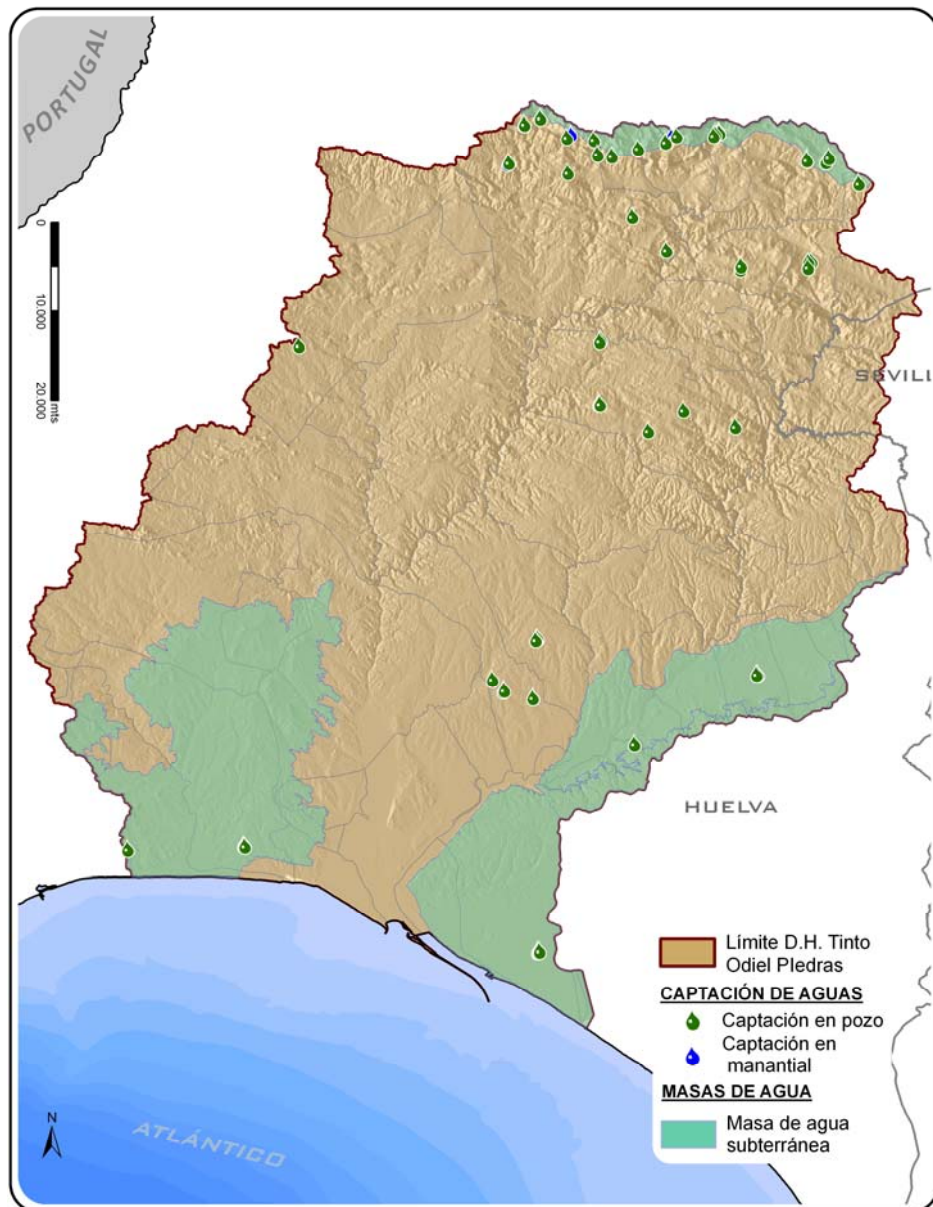 PORTUGAL
0
10.000
20.000
mts
SEVILL
HUELVA
Límite D.H. Tinto
Odiel Piedras
CAPTACIÓN DE AGUAS
Captación en pozo
Captación en
manantial
MASAS DE AGUA
Masa de agua
subterránea
N
ATLÁNTICO